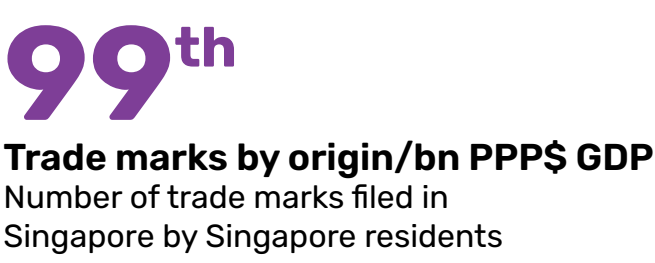 99th
Trade marks by origin/bn PPP$ GDP
Number of trade marks filed in
Singapore by Singapore residents